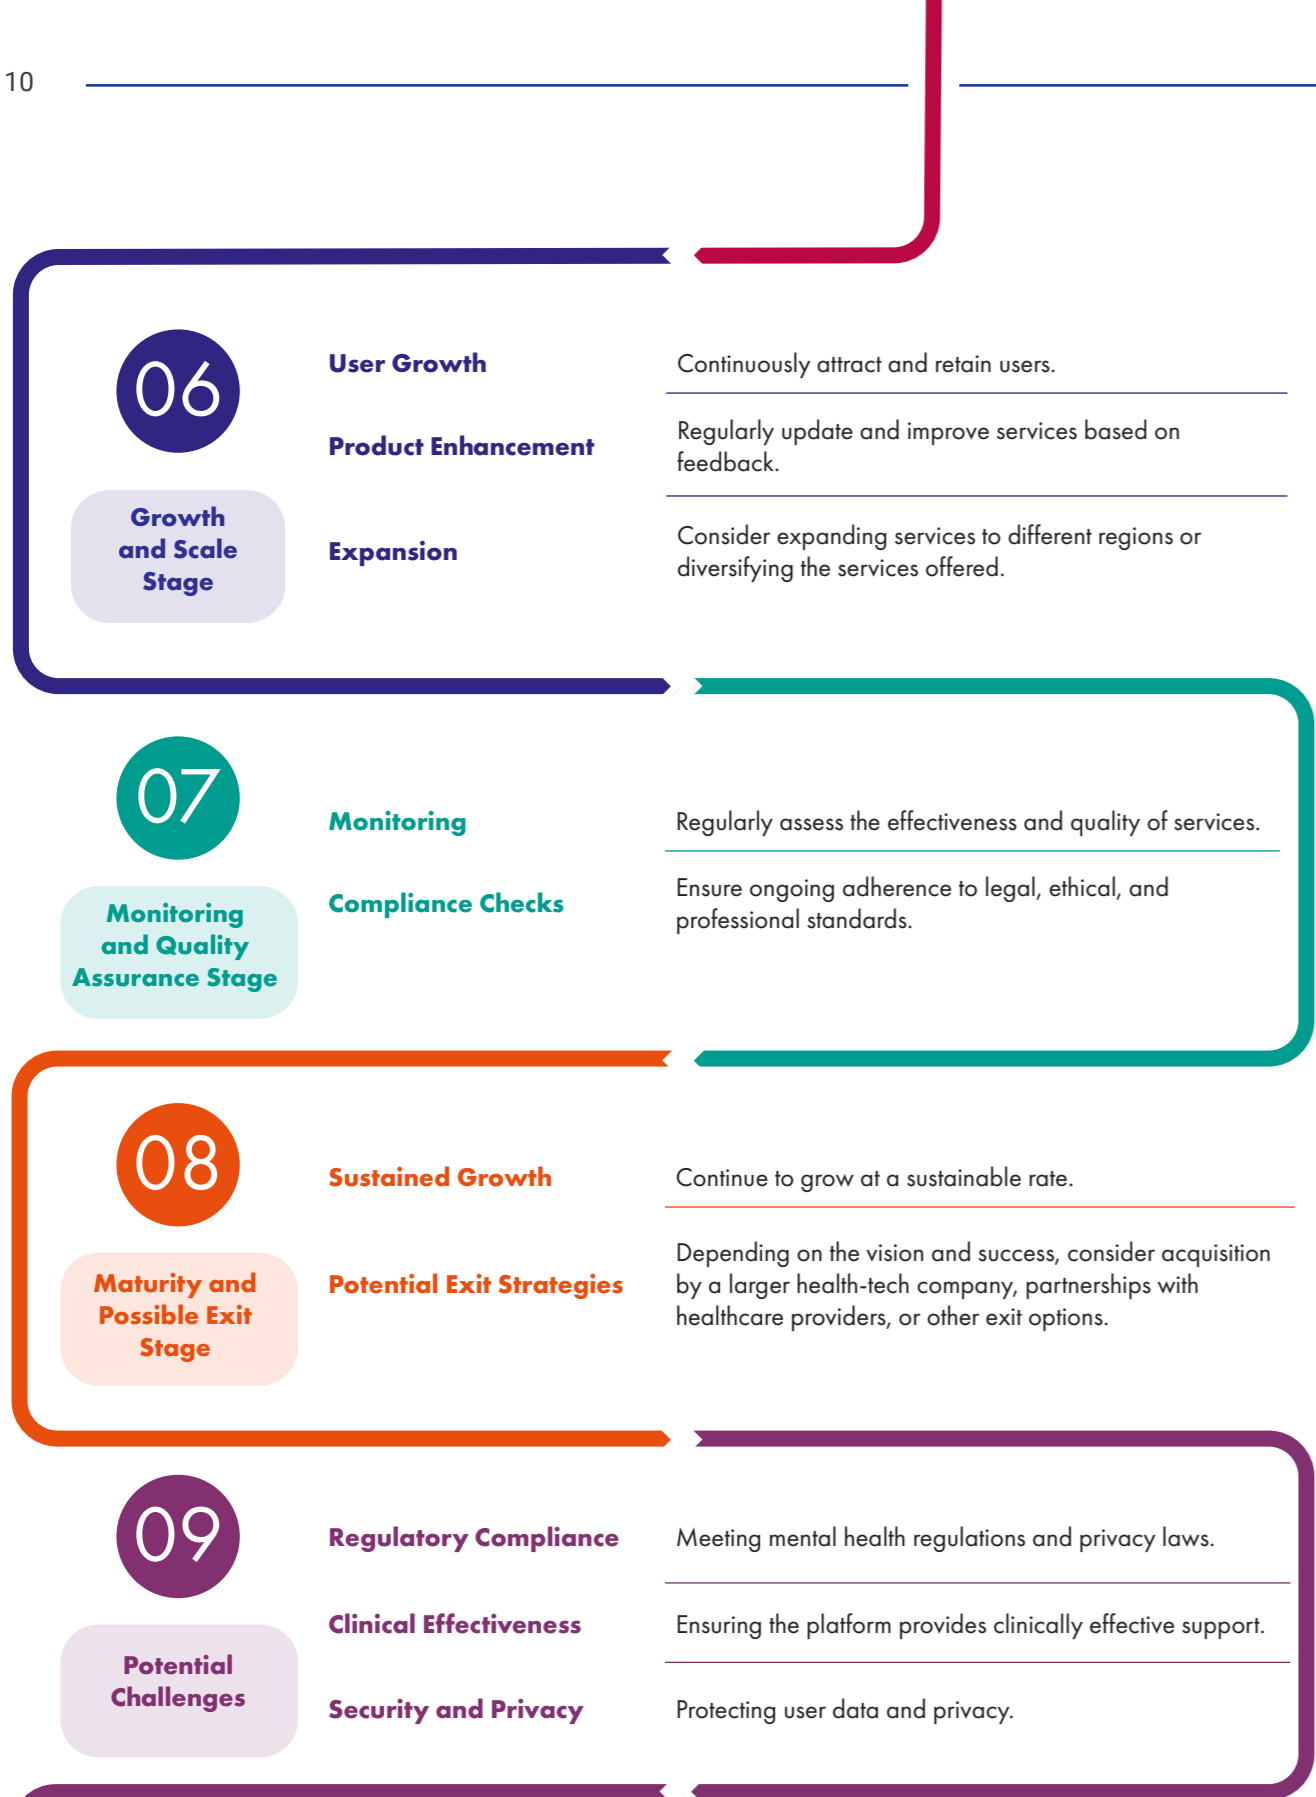 10
06
Growth
and Scale
Stage
User Growth
Continuously attract and retain users.
Product Enhancement
Regularly update and improve services based on
feedback.
Expansion
Consider expanding services to different regions or
diversifying the services offered.
07
Monitoring
and Quality
Assurance Stage
Monitoring
Regularly assess the effectiveness and quality of services.
Compliance Checks
Ensure ongoing adherence to legal, ethical, and
professional standards.
08
Maturity and
Possible Exit
Stage
Sustained Growth
Continue to grow at a sustainable rate.
Potential Exit Strategies
Depending on the vision and success, consider acquisition
by a larger health-tech company, partnerships with
healthcare providers, or other exit options.
09
Potential
Challenges
Regulatory Compliance
Meeting mental health regulations and privacy laws.
Clinical Effectiveness
Ensuring the platform provides clinically effective support.
Security and Privacy
Protecting user data and privacy.